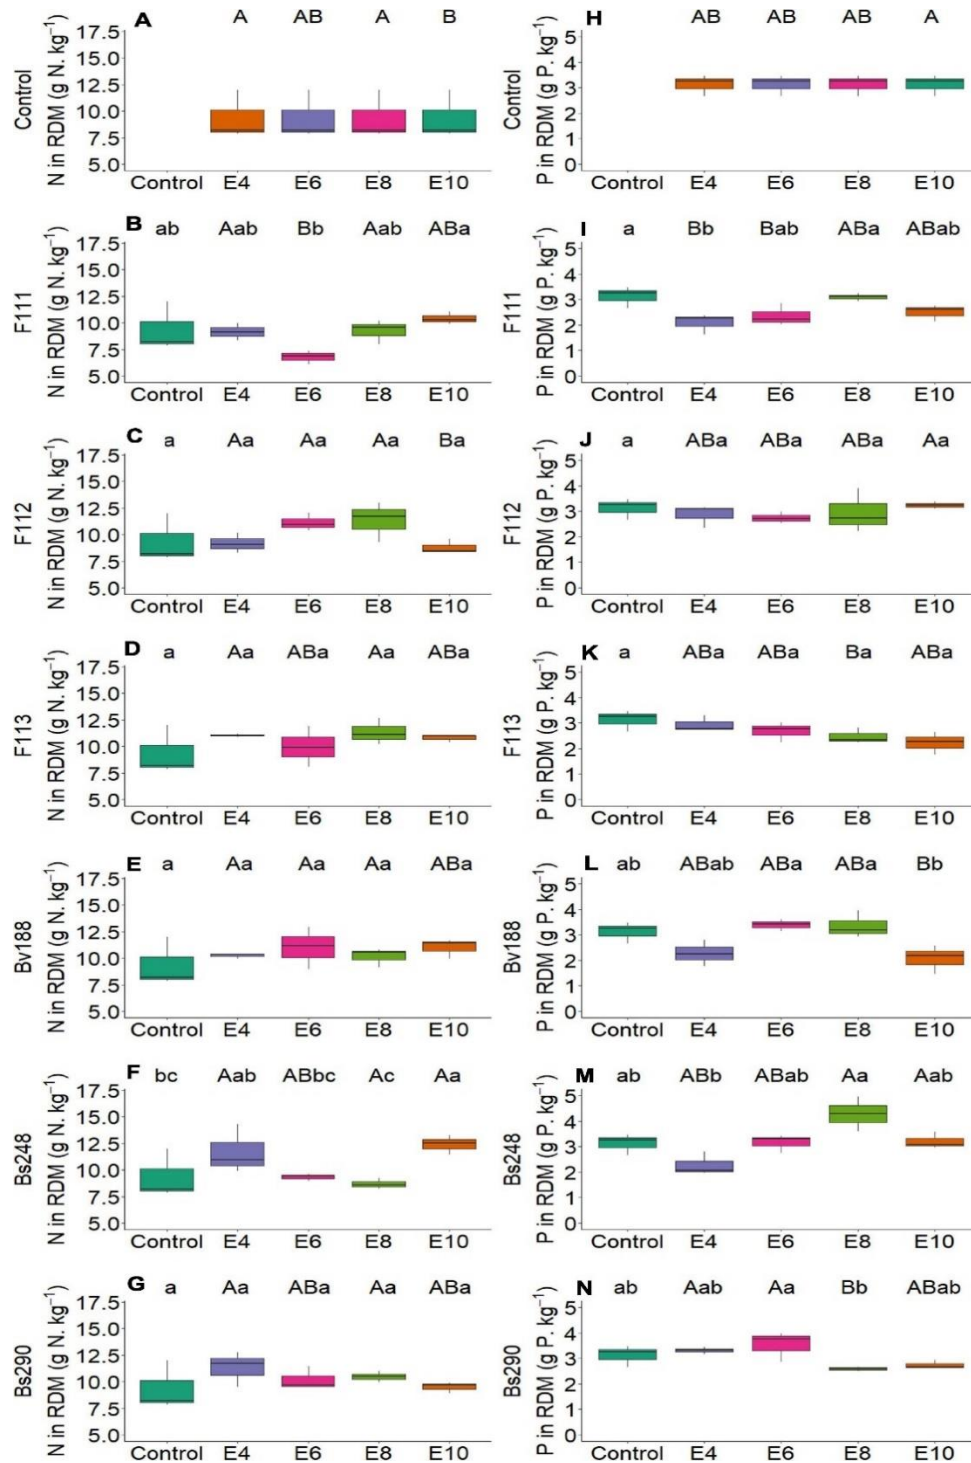 A A AB A B
Control
N in RDM (g N. kg⁻¹)
17.5
15.0
12.5
10.0
7.5
5.0
Control E4 E6 E8 E10
H AB AB AB A
Control
P in RDM (g P. kg⁻¹)
5
4
3
2
1
0
Control E4 E6 E8 E10
B ab Aab Bb Aab ABa
F111
N in RDM (g N. kg⁻¹)
17.5
15.0
12.5
10.0
7.5
5.0
Control E4 E6 E8 E10
I a Bb Bab ABa ABab
F111
P in RDM (g P. kg⁻¹)
5
4
3
2
1
0
Control E4 E6 E8 E10
C a Aa Aa Aa Ba
F112
N in RDM (g N. kg⁻¹)
17.5
15.0
12.5
10.0
7.5
5.0
Control E4 E6 E8 E10
J a ABa ABa ABa Aa
F112
P in RDM (g P. kg⁻¹)
5
4
3
2
1
0
Control E4 E6 E8 E10
D a Aa ABa Aa ABa
F113
N in RDM (g N. kg⁻¹)
17.5
15.0
12.5
10.0
7.5
5.0
Control E4 E6 E8 E10
K a ABa ABa Ba ABa
F113
P in RDM (g P. kg⁻¹)
5
4
3
2
1
0
Control E4 E6 E8 E10
E a Aa Aa Aa ABa
Bv188
N in RDM (g N. kg⁻¹)
17.5
15.0
12.5
10.0
7.5
5.0
Control E4 E6 E8 E10
L ab ABab ABa ABa Bb
Bv188
P in RDM (g P. kg⁻¹)
5
4
3
2
1
0
Control E4 E6 E8 E10
F bc Aab ABbc Ac Aa
Bs248
N in RDM (g N. kg⁻¹)
17.5
15.0
12.5
10.0
7.5
5.0
Control E4 E6 E8 E10
M ab ABb ABab Aa Aab
Bs248
P in RDM (g P. kg⁻¹)
5
4
3
2
1
0
Control E4 E6 E8 E10
G a Aa ABa Aa ABa
Bs290
N in RDM (g N. kg⁻¹)
17.5
15.0
12.5
10.0
7.5
5.0
Control E4 E6 E8 E10
N ab Aab Aa Bb ABab
Bs290
P in RDM (g P. kg⁻¹)
5
4
3
2
1
0
Control E4 E6 E8 E10